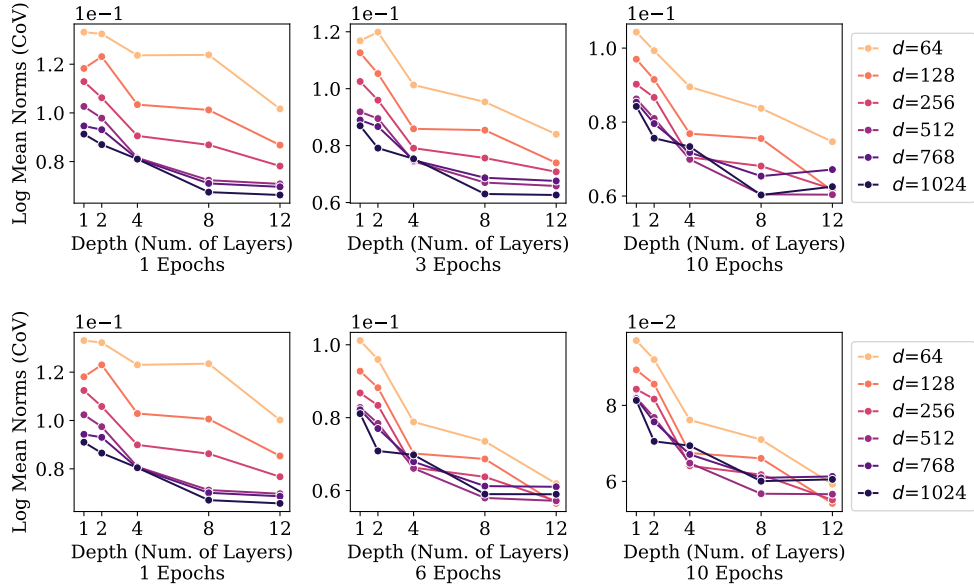 1e−1
Log Mean Norms (CoV)
1.2
1.0
0.8
1 2 4 8 12
Depth (Num. of Layers)
1 Epochs
1.2
1.0
0.8
0.6
1 2 4 8 12
Depth (Num. of Layers)
3 Epochs
1e−1
1.0
0.8
0.6
1 2 4 8 12
Depth (Num. of Layers)
10 Epochs
1e−1
d=64
d=128
d=256
d=512
d=768
d=1024
1e−1
Log Mean Norms (CoV)
1.2
1.0
0.8
1 2 4 8 12
Depth (Num. of Layers)
1 Epochs
1e−1
1.0
0.8
0.6
1 2 4 8 12
Depth (Num. of Layers)
6 Epochs
1e−2
8
6
1 2 4 8 12
Depth (Num. of Layers)
10 Epochs
d=64
d=128
d=256
d=512
d=768
d=1024